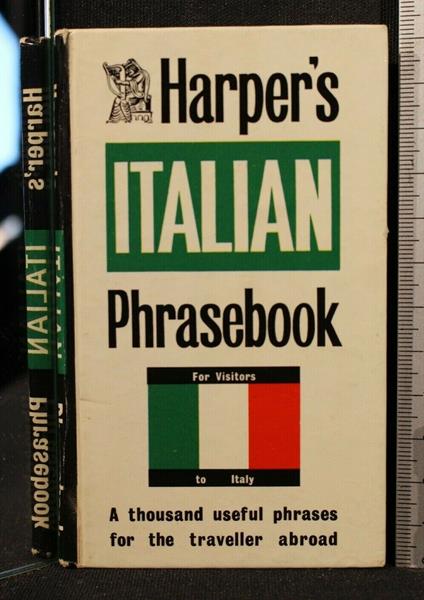 Harper's
ITALIAN
Phrasebook
For Visitors
to Italy
A thousand useful phrases
for the traveller abroad
Harper's ITALIAN Phrasebook